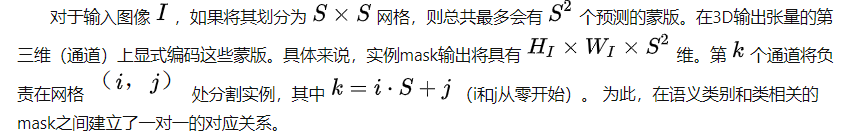 对于输入图像 I ，如果将其划分为 S × S 网格，则总共最多会有 S² 个预测的蒙版。在3D输出张量的第
三维（通道）上显式编码这些蒙版。具体来说，实例mask输出将具有 H_I × W_I × S² 维。第 k 个通道将负
责在网格 （i， j） 处分割实例，其中 k = i · S + j （i和j从零开始）。 为此，在语义类别和类相关的
mask之间建立了一对一的对应关系。